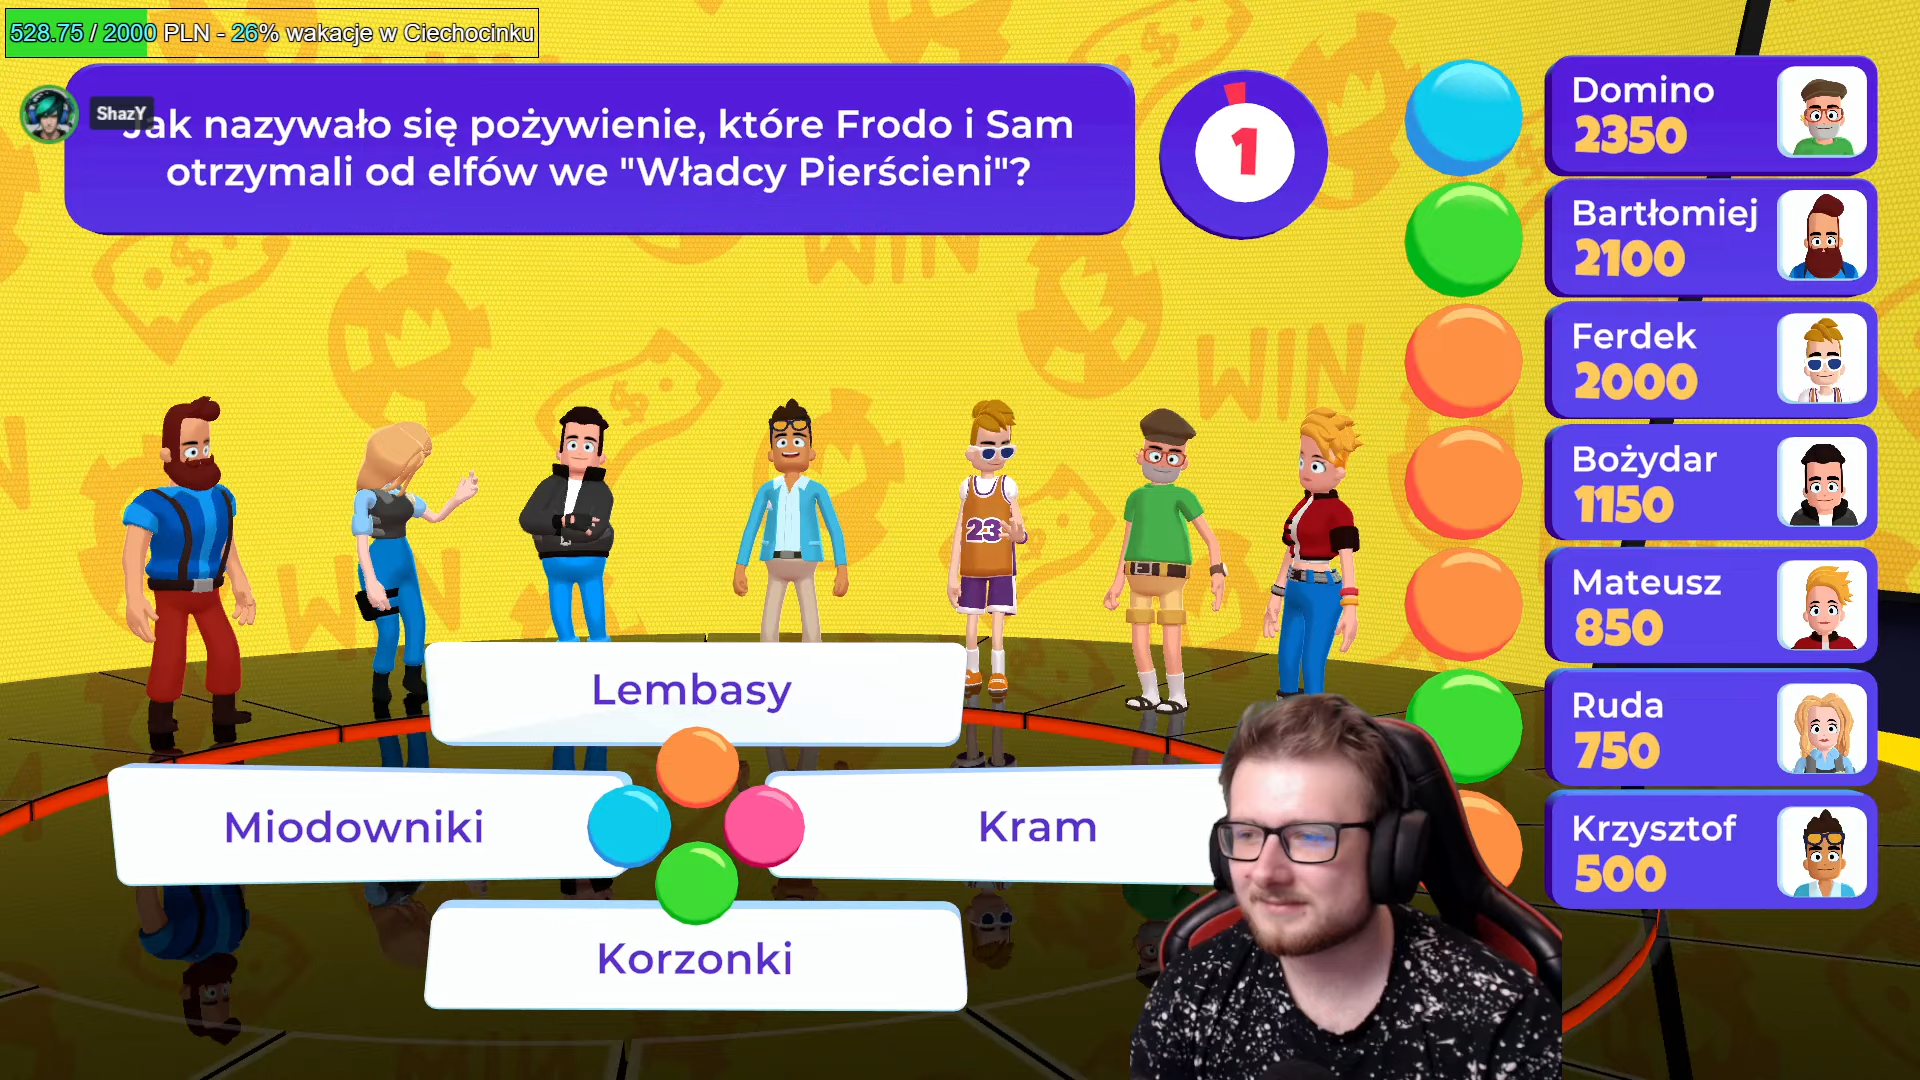 528.75 / 2000 PLN - 26% wakacje w Ciechocinku
ShazY
Jak nazywało się pożywienie, które Frodo i Sam
otrzymali od elfów we "Władcy Pierścieni"?
1
Domino
2350
Bartłomiej
2100
Ferdek
2000
Bożydar
1150
Mateusz
850
Ruda
750
Krzysztof
500
WIN
WIN
23
Lembasy
Miodowniki
Kram
Korzonki